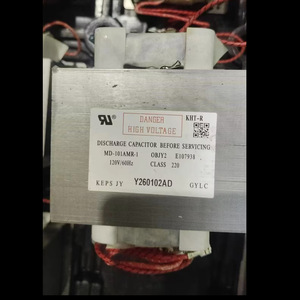 DANGER
HIGH VOLTAGE
KHT-R
DISCHARGE CAPACITOR BEFORE SERVICING
MD-101AMR-1 OBJY2 E107938
120V/60Hz CLASS 220
KEPS JY Y260102AD GYLC